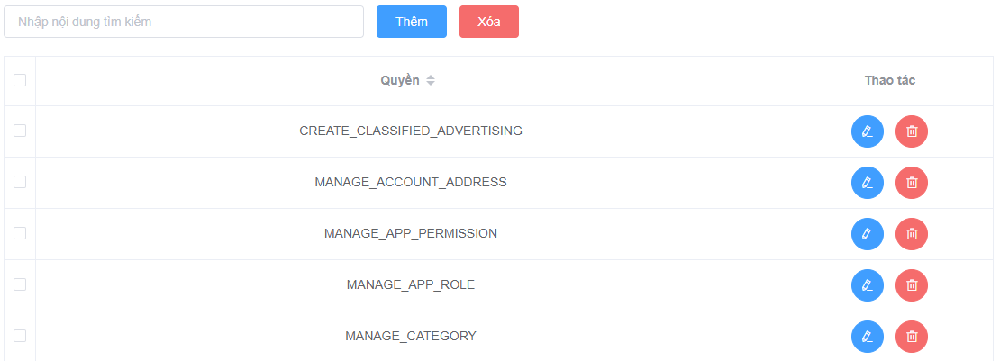 Nhập nội dung tìm kiếm Thêm Xóa
Quyền Thao tác
CREATE_CLASSIFIED_ADVERTISING
MANAGE_ACCOUNT_ADDRESS
MANAGE_APP_PERMISSION
MANAGE_APP_ROLE
MANAGE_CATEGORY